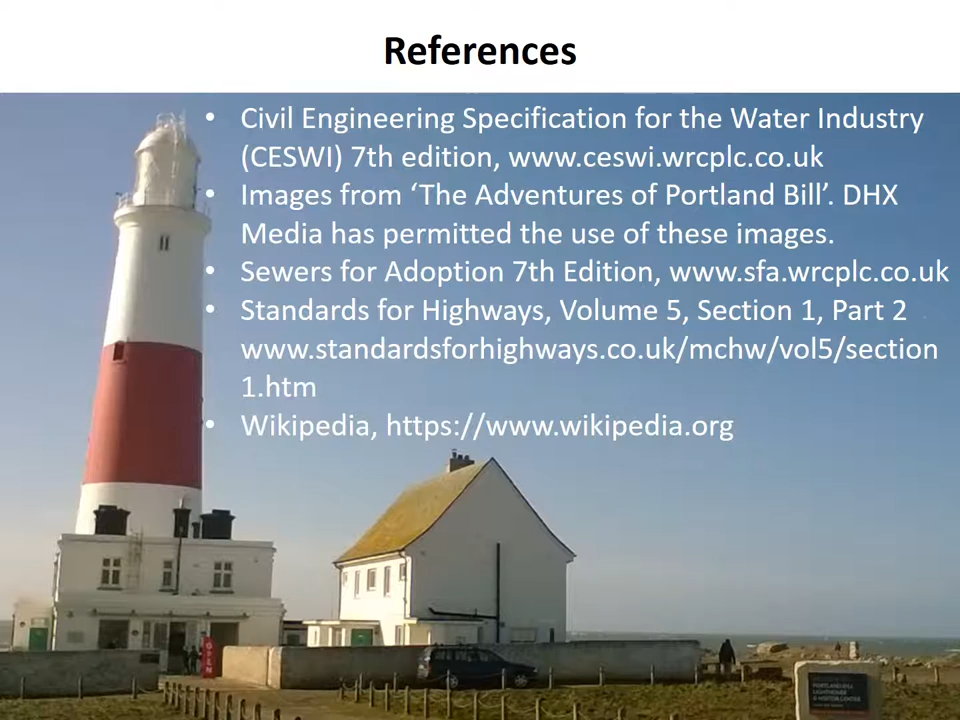 References
• Civil Engineering Specification for the Water Industry
(CESWI) 7th edition, www.ceswi.wrcplc.co.uk
• Images from ‘The Adventures of Portland Bill’. DHX
Media has permitted the use of these images.
• Sewers for Adoption 7th Edition, www.sfa.wrcplc.co.uk
• Standards for Highways, Volume 5, Section 1, Part 2
www.standardsforhighways.co.uk/mchw/vol5/section
1.htm
• Wikipedia, https://www.wikipedia.org
OPEN
PORTLAND BILL
LIGHTHOUSE
& VISITOR CENTRE